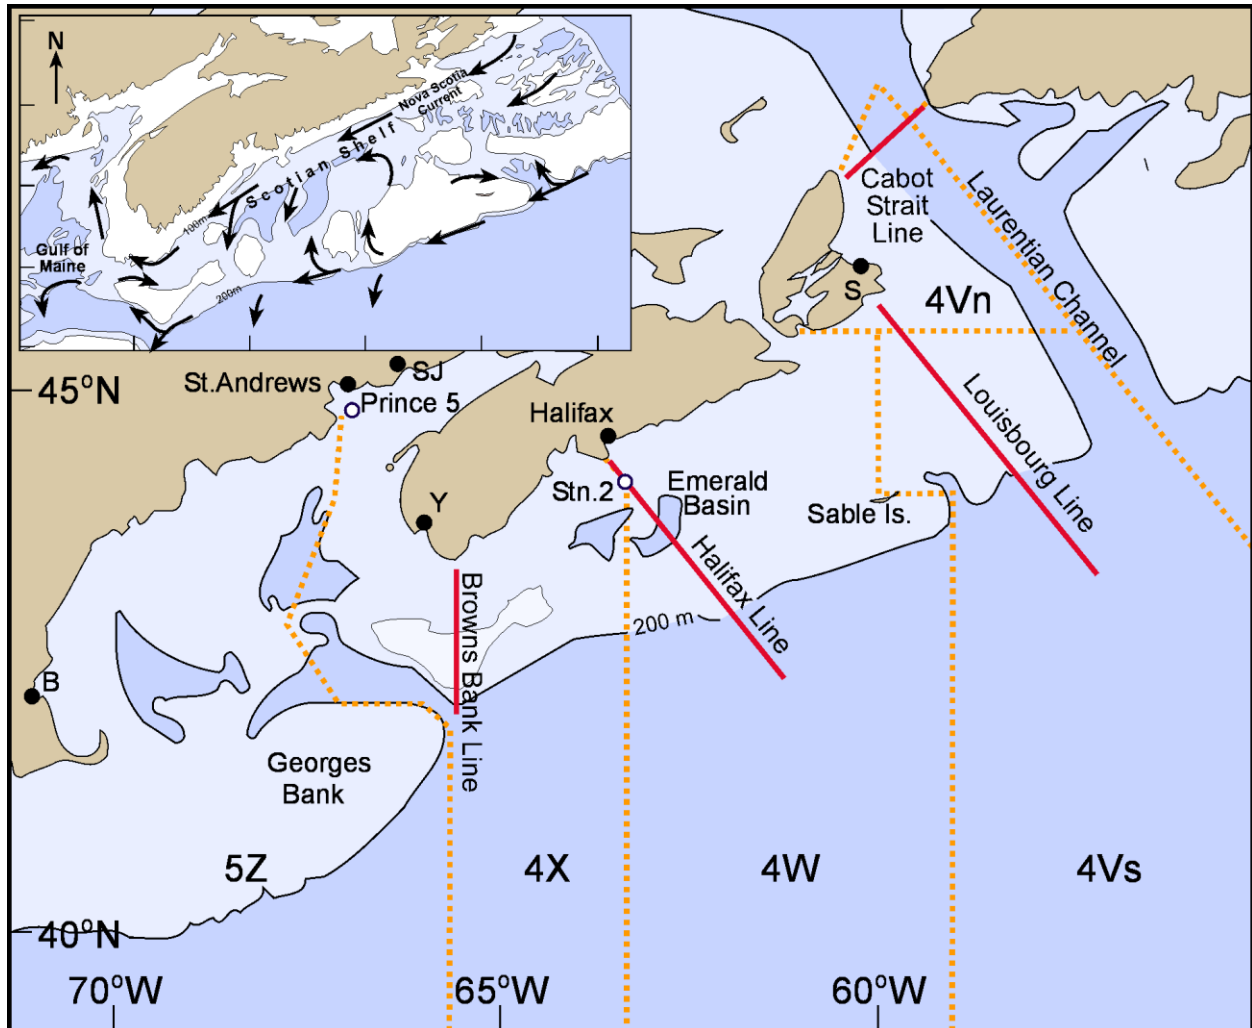 N
Nova Scotia
Current
Scotian Shelf
100m
Gulf of
Maine
200m
Cabot
Strait
Line
Laurentian Channel
S
4Vn
45°N
St.Andrews
SJ
Prince 5
Halifax
Louisbourg Line
Stn.2
Emerald
Basin
Sable Is.
Y
Halifax Line
Browns Bank Line
200 m
B
Georges
Bank
5Z
4X
4W
4Vs
40°N
70°W
65°W
60°W